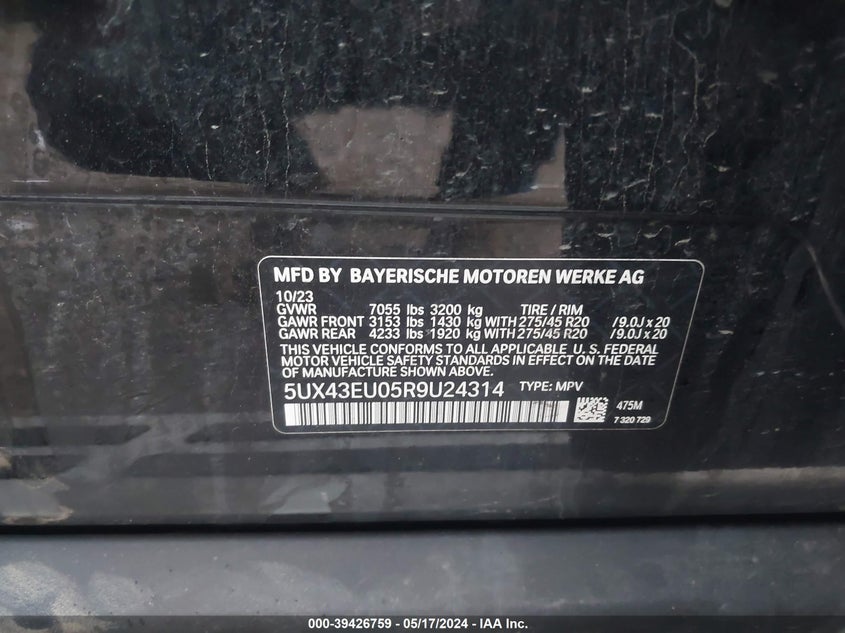 MFD BY BAYERISCHE MOTOREN WERKE AG
10/23
GVWR 7055 lbs 3200 kg TIRE / RIM
GAWR FRONT 3153 lbs 1430 kg WITH 275/45 R20 / 9.0J x 20
GAWR REAR 4233 lbs 1920 kg WITH 275/45 R20 / 9.0J x 20
THIS VEHICLE CONFORMS TO ALL APPLICABLE U. S. FEDERAL
MOTOR VEHICLE SAFETY STANDARDS IN EFFECT ON THE DATE
OF MANUFACTURE SHOWN ABOVE.
5UX43EU05R9U24314 TYPE: MPV
475M
7 320 729
000-39426759 - 05/17/2024 - IAA Inc.